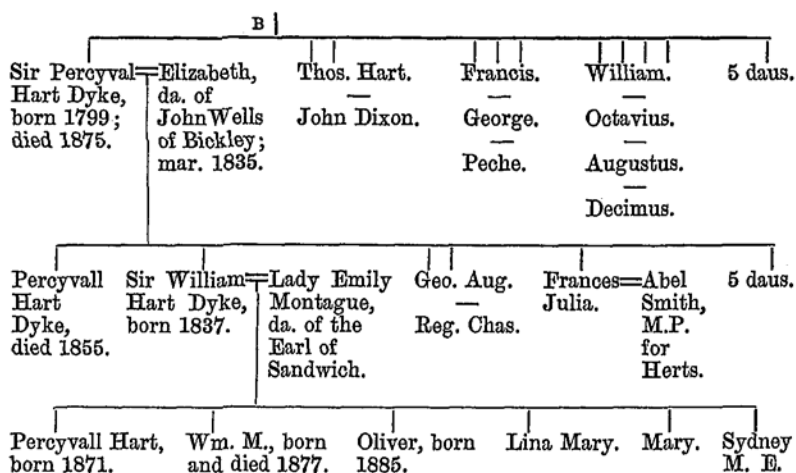 B
Sir Percyval=Elizabeth,
Hart Dyke,
born 1799;
died 1875.
da. of
John Wells
of Bickley;
mar. 1835.
Thos. Hart.
—
John Dixon.
Francis.
—
George.
—
Peche.
William.
—
Octavius.
—
Augustus.
—
Decimus.
5 daus.
Percyvall
Hart
Dyke,
died 1855.
Sir William=Lady Emily
Hart Dyke,
born 1837.
Montague,
da. of the
Earl of
Sandwich.
Geo. Aug.
—
Reg. Chas.
Frances=Abel
Julia.
Smith,
M.P.
for
Herts.
5 daus.
Percyvall Hart,
born 1871.
Wm. M., born
and died 1877.
Oliver, born
1885.
Lina Mary.
Mary.
Sydney
M. E.